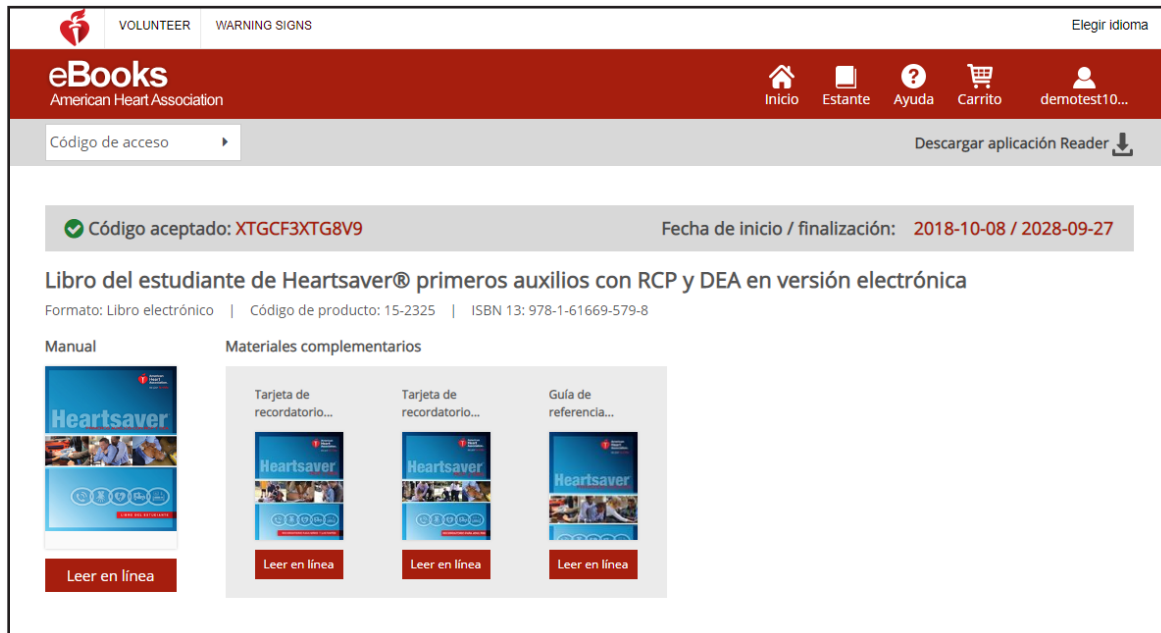 VOLUNTEER WARNING SIGNS Elegir idioma
eBooks
American Heart Association
Inicio Estante Ayuda Carrito demotest10...
Código de acceso
Descargar aplicación Reader
Código aceptado: XTGCF3XTG8V9 Fecha de inicio / finalización: 2018-10-08 / 2028-09-27
Libro del estudiante de Heartsaver® primeros auxilios con RCP y DEA en versión electrónica
Formato: Libro electrónico | Código de producto: 15-2325 | ISBN 13: 978-1-61669-579-8
Manual
Materiales complementarios
Heartsaver
LIBRO DEL ESTUDIANTE
Leer en línea
Tarjeta de
recordatorio...
Heartsaver
Leer en línea
Tarjeta de
recordatorio...
Heartsaver
Leer en línea
Guía de
referencia...
Heartsaver
Leer en línea